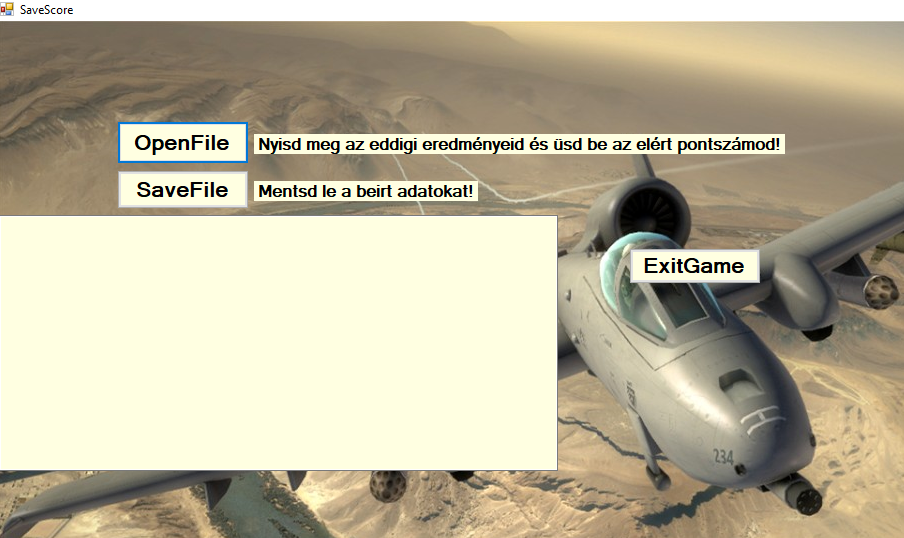 SaveScore
OpenFile Nyisd meg az eddigi eredményeid és üsd be az elért pontszámod!
SaveFile Mentsd le a beirt adatokat!
ExitGame
234